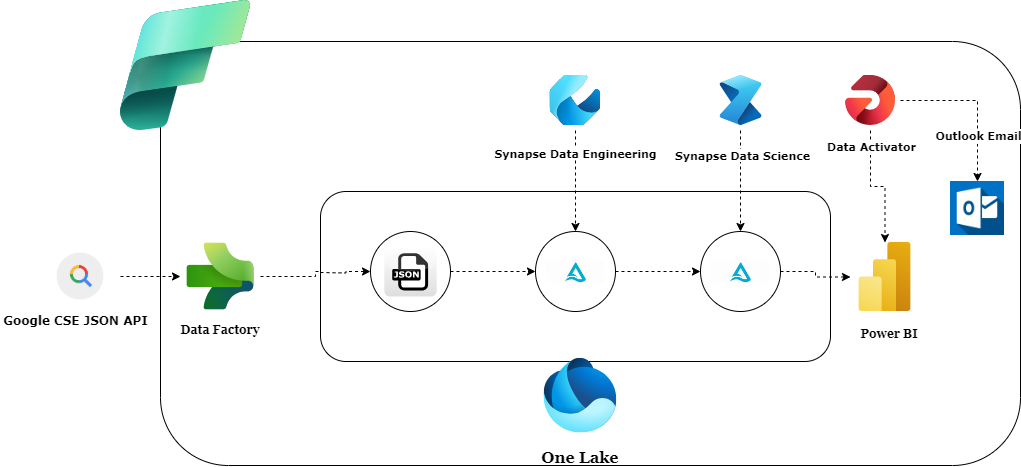 Synapse Data Engineering
Synapse Data Science
Data Activator
Outlook Email
O
JSON
Google CSE JSON API
Data Factory
Power BI
One Lake